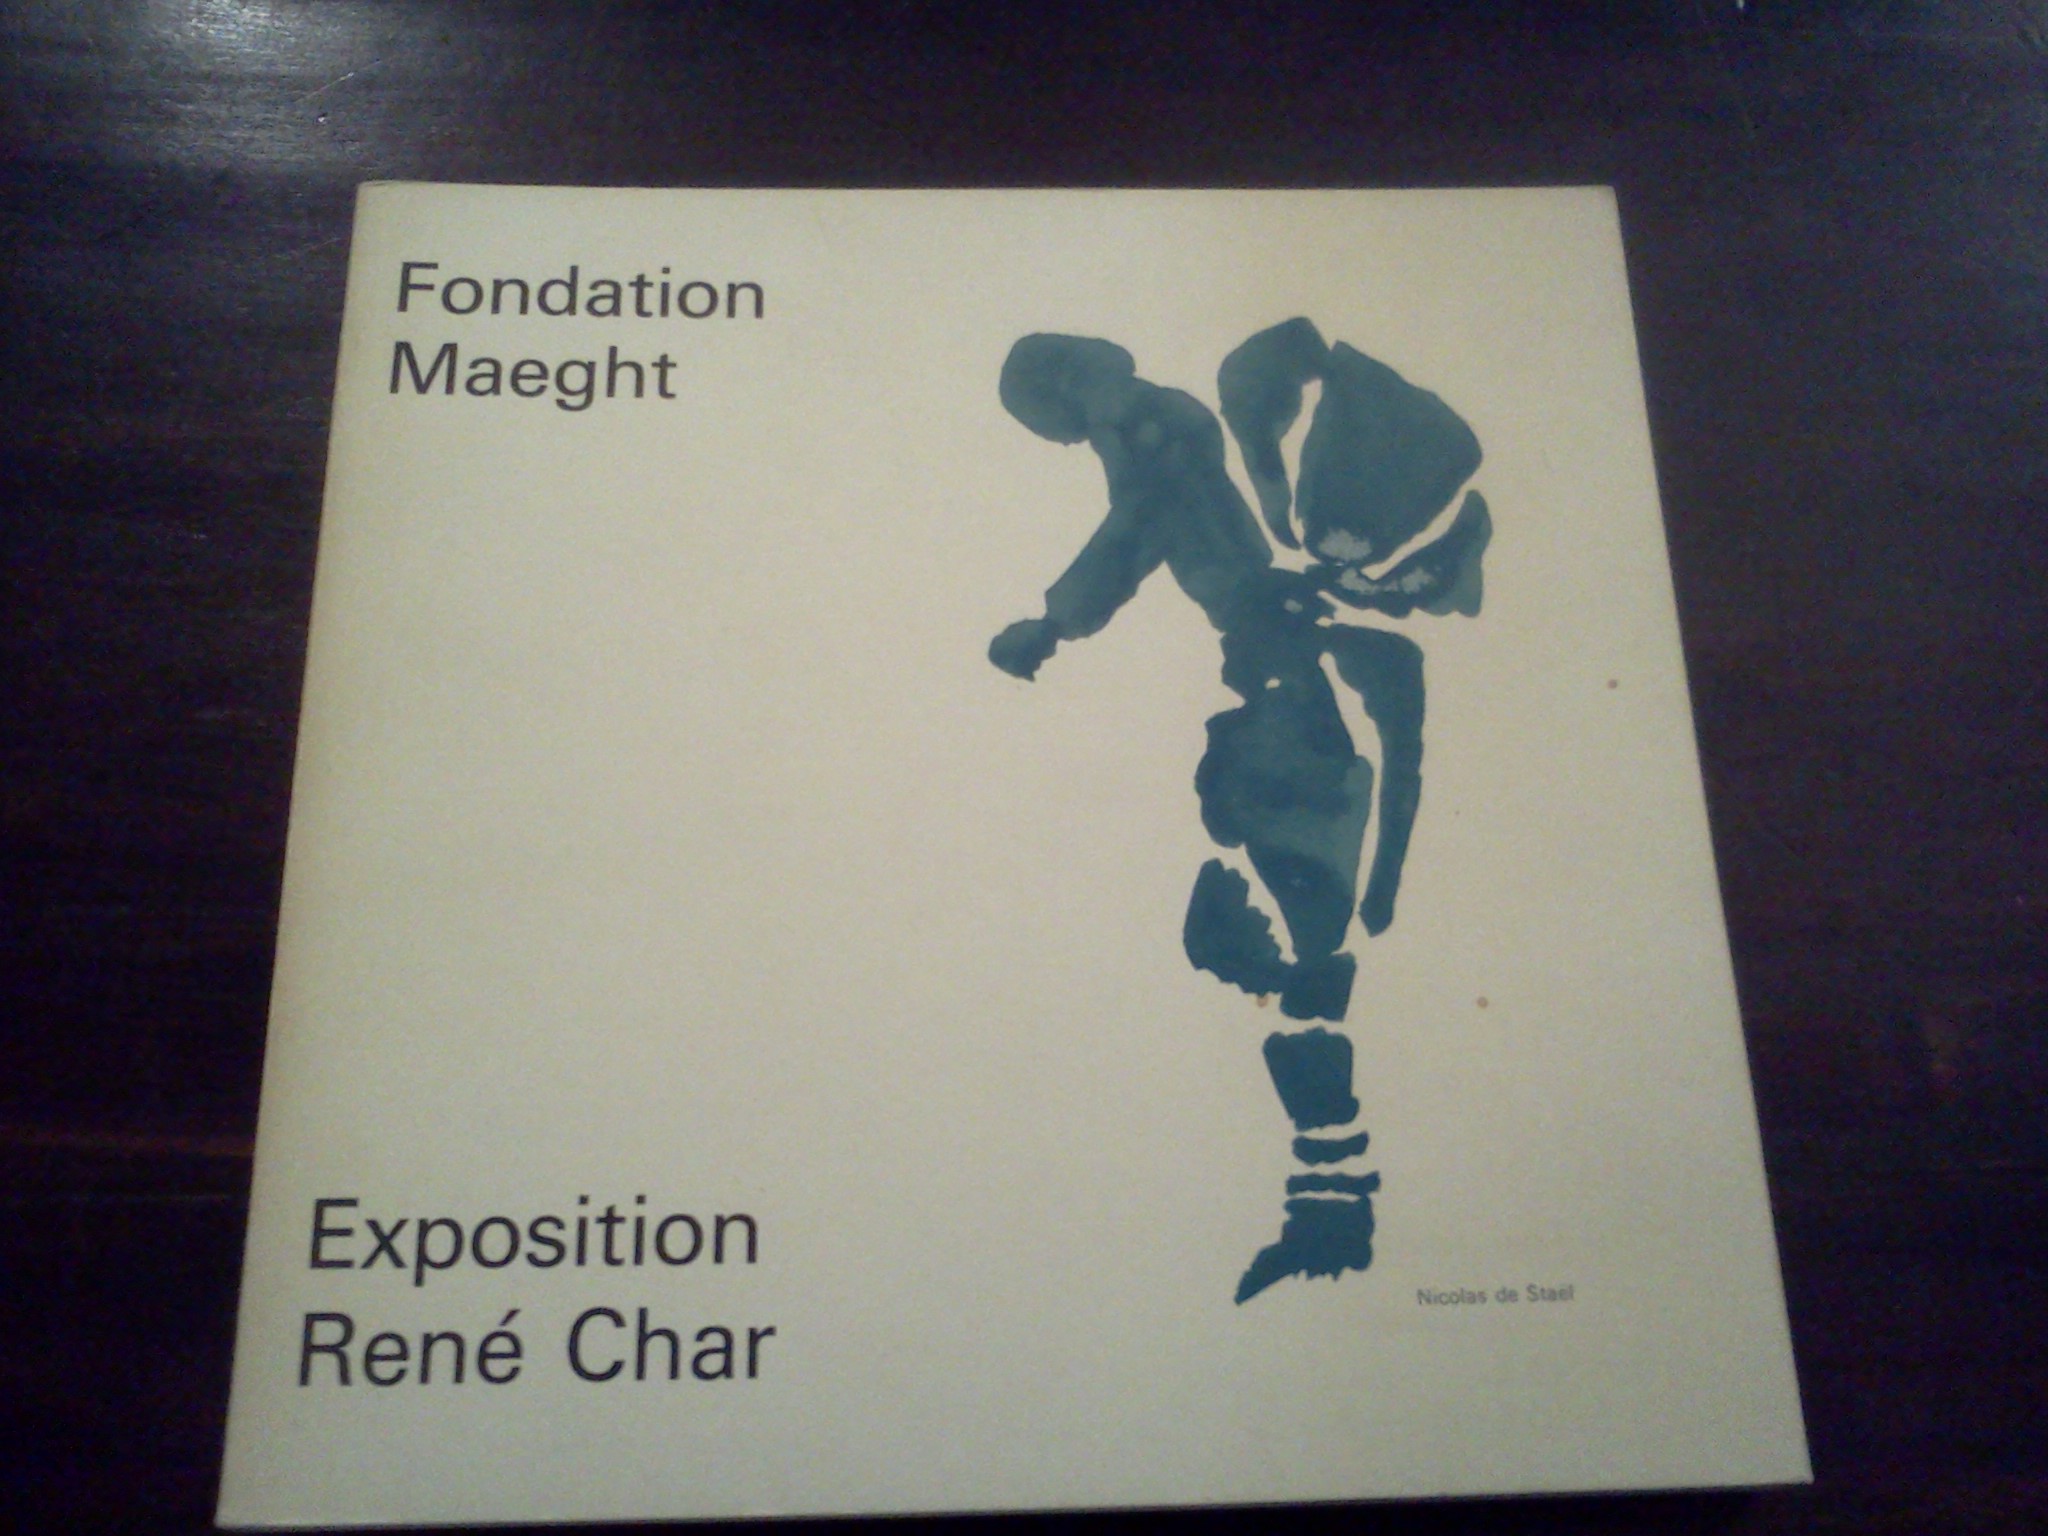 Fondation
Maeght
Exposition
René Char
Nicolas de Staël